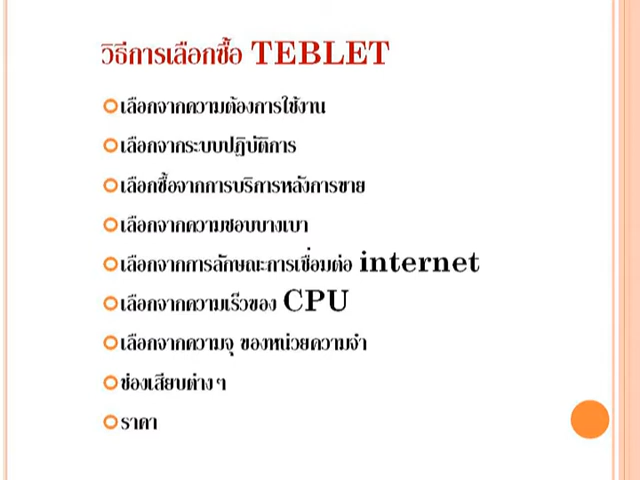 วิธีการเลือกซื้อ TEBLET
เลือกจากความต้องการใช้งาน
เลือกจากระบบปฏิบัติการ
เลือกซื้อจากการบริการหลังการขาย
เลือกจากความชอบบางเบา
เลือกจากการลักษณะการเชื่อมต่อ internet
เลือกจากความเร็วของ CPU
เลือกจากความจุ ของหน่วยความจำ
ช่องเสียบต่างๆ
ราคา